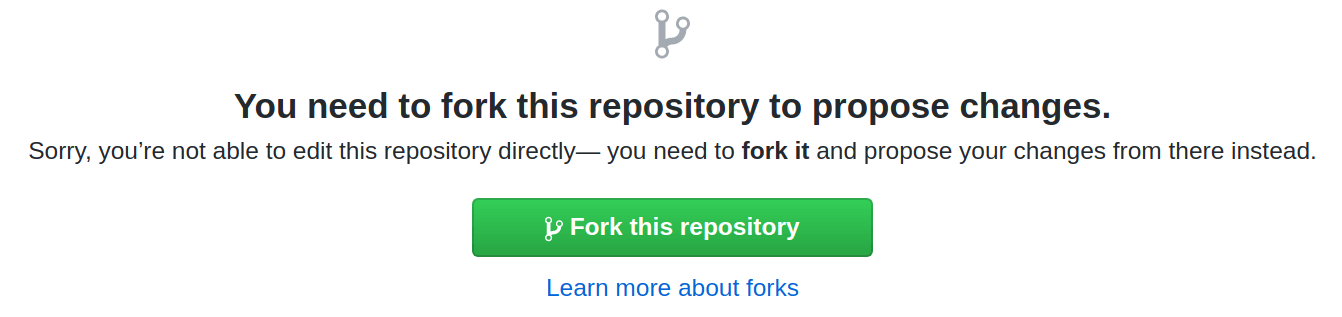 You need to fork this repository to propose changes.
Sorry, you’re not able to edit this repository directly— you need to fork it and propose your changes from there instead.
Fork this repository
Learn more about forks